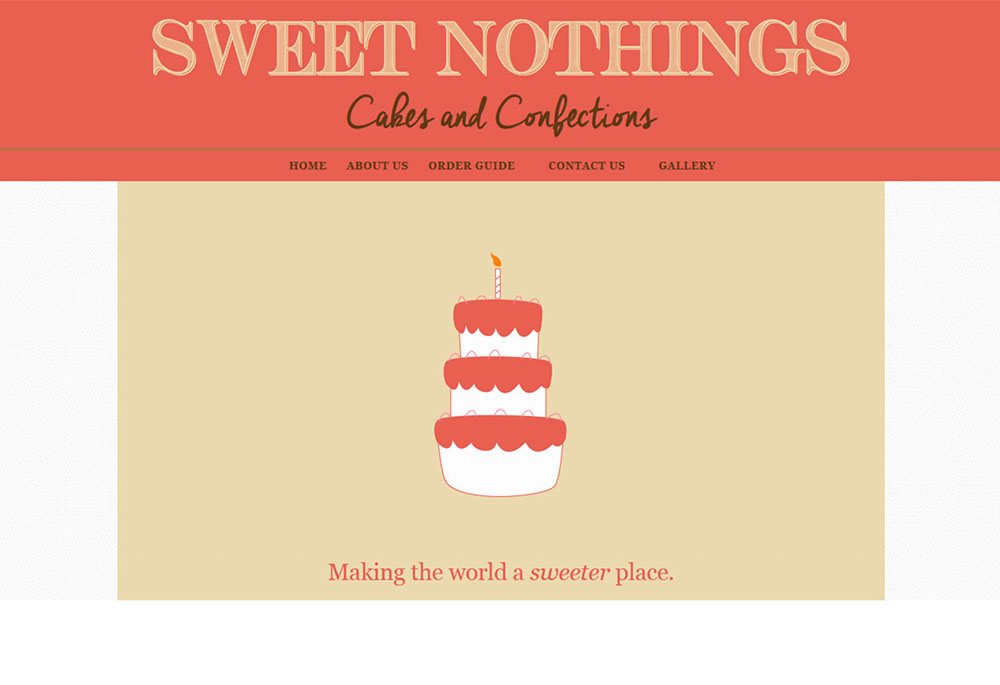 SWEET NOTHINGS
Cakes and Confections
HOME ABOUT US ORDER GUIDE CONTACT US GALLERY
Making the world a sweeter place.